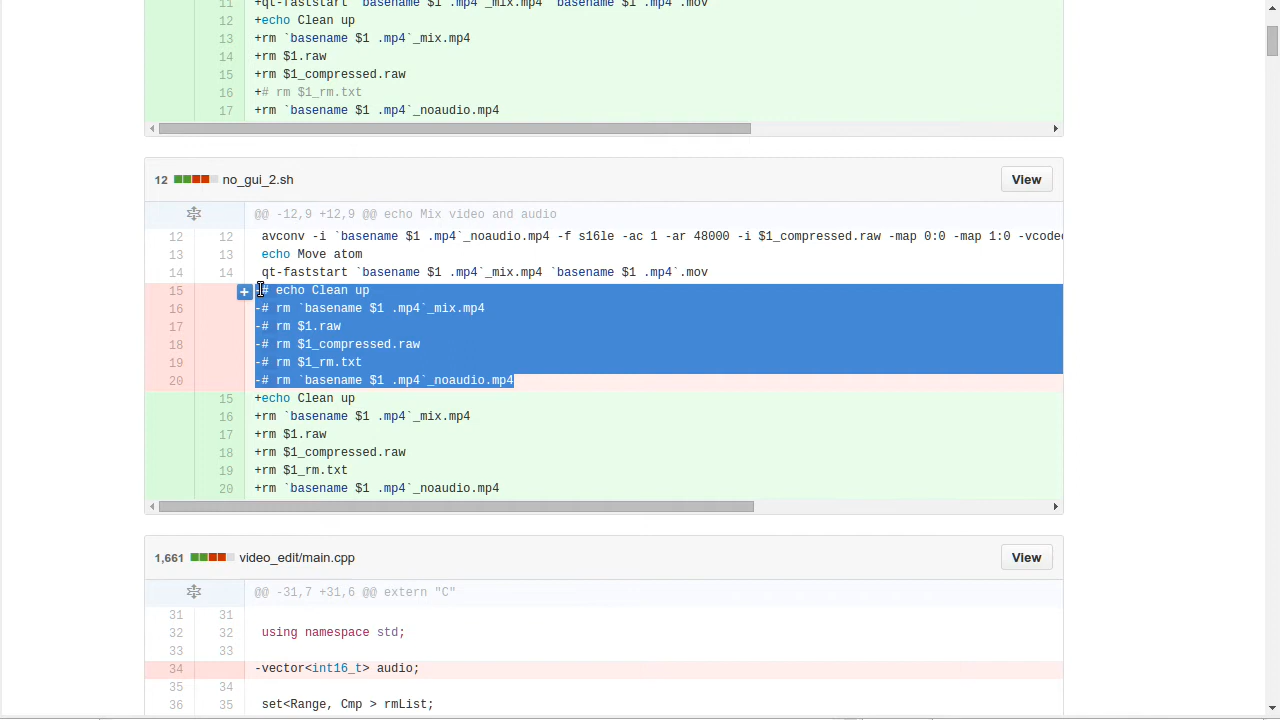 11 +qt-faststart `basename $1 .mp4`_mix.mp4 `basename $1 .mp4`.mov
12 +echo Clean up
13 +rm `basename $1 .mp4`_mix.mp4
14 +rm $1.raw
15 +rm $1_compressed.raw
16 +# rm $1_rm.txt
17 +rm `basename $1 .mp4`_noaudio.mp4
12 no_gui_2.sh View
@@ -12,9 +12,9 @@ echo Mix video and audio
12 12 avconv -i `basename $1 .mp4`_noaudio.mp4 -f s16le -ac 1 -ar 48000 -i $1_compressed.raw -map 0:0 -map 1:0 -vcodec
13 13 echo Move atom
14 14 qt-faststart `basename $1 .mp4`_mix.mp4 `basename $1 .mp4`.mov
15 + -# echo Clean up
16 -# rm `basename $1 .mp4`_mix.mp4
17 -# rm $1.raw
18 -# rm $1_compressed.raw
19 -# rm $1_rm.txt
20 -# rm `basename $1 .mp4`_noaudio.mp4
15 +echo Clean up
16 +rm `basename $1 .mp4`_mix.mp4
17 +rm $1.raw
18 +rm $1_compressed.raw
19 +rm $1_rm.txt
20 +rm `basename $1 .mp4`_noaudio.mp4
1,661 video_edit/main.cpp View
@@ -31,7 +31,6 @@ extern "C"
31 31
32 32 using namespace std;
33 33
34 -vector<int16_t> audio;
35 34
36 35 set<Range, Cmp > rmList;